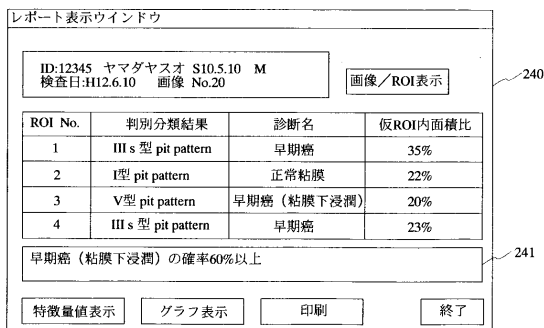 レポート表示ウインドウ
ID:12345 ヤマダヤスオ S10.5.10 M
検査日:H12.6.10 画像 No.20
画像/ROI表示
240
ROI No. 判別分類結果 診断名 仮ROI内面積比
1 III s 型 pit pattern 早期癌 35%
2 I型 pit pattern 正常粘膜 22%
3 V型 pit pattern 早期癌(粘膜下浸潤) 20%
4 III s 型 pit pattern 早期癌 23%
早期癌(粘膜下浸潤)の確率60%以上
241
特徴量値表示 グラフ表示 印刷 終了